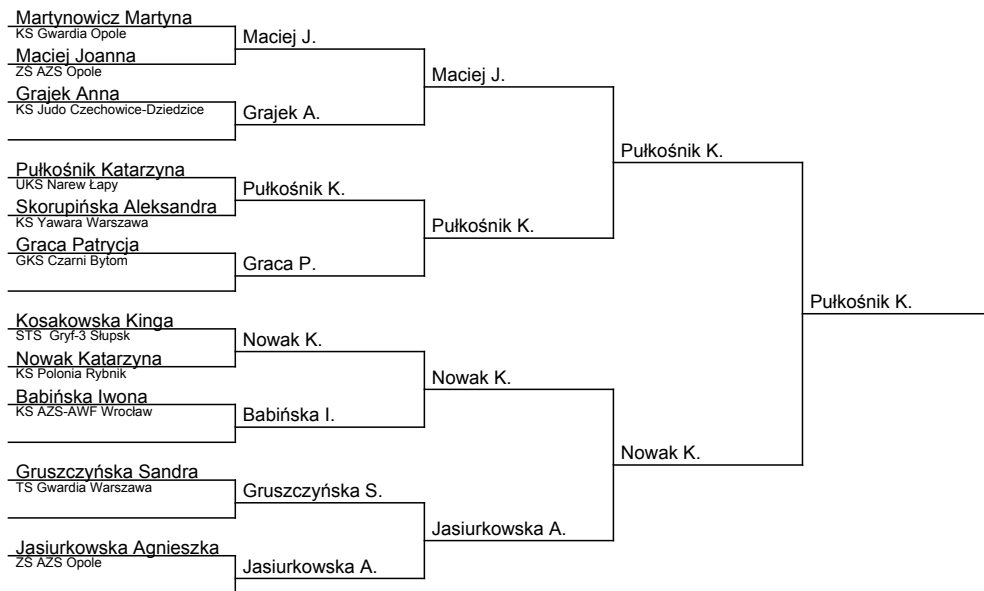 Martynowicz Martyna
KS Gwardia Opole
Maciej J.
Maciej Joanna
ZS AZS Opole
Maciej J.
Grajek Anna
KS Judo Czechowice-Dziedzice
Grajek A.
Pułkośnik K.
Pułkośnik Katarzyna
UKS Narew Łapy
Pułkośnik K.
Skorupińska Aleksandra
KS Yawara Warszawa
Pułkośnik K.
Graca Patrycja
GKS Czarni Bytom
Graca P.
Pułkośnik K.
Kosakowska Kinga
STS Gryf-3 Słupsk
Nowak K.
Nowak Katarzyna
KS Polonia Rybnik
Nowak K.
Babińska Iwona
KS AZS-AWF Wrocław
Babińska I.
Nowak K.
Gruszczyńska Sandra
TS Gwardia Warszawa
Gruszczyńska S.
Jasiurkowska A.
Jasiurkowska Agnieszka
ZS AZS Opole
Jasiurkowska A.